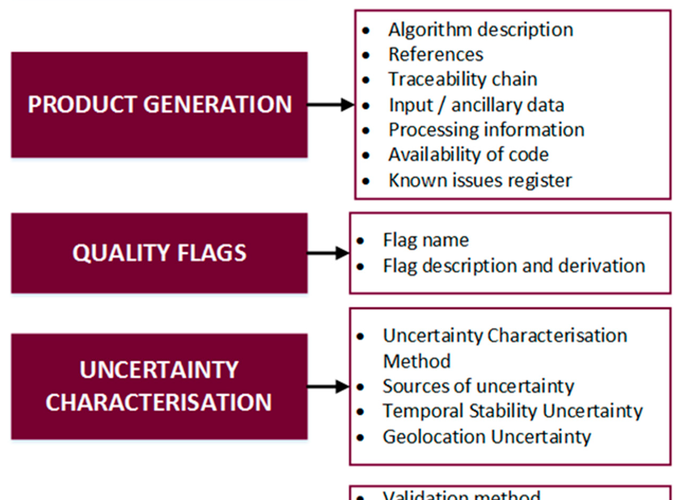 PRODUCT GENERATION
• Algorithm description
• References
• Traceability chain
• Input / ancillary data
• Processing information
• Availability of code
• Known issues register
QUALITY FLAGS
• Flag name
• Flag description and derivation
UNCERTAINTY
CHARACTERISATION
• Uncertainty Characterisation
Method
• Sources of uncertainty
• Temporal Stability Uncertainty
• Geolocation Uncertainty
• Validation method